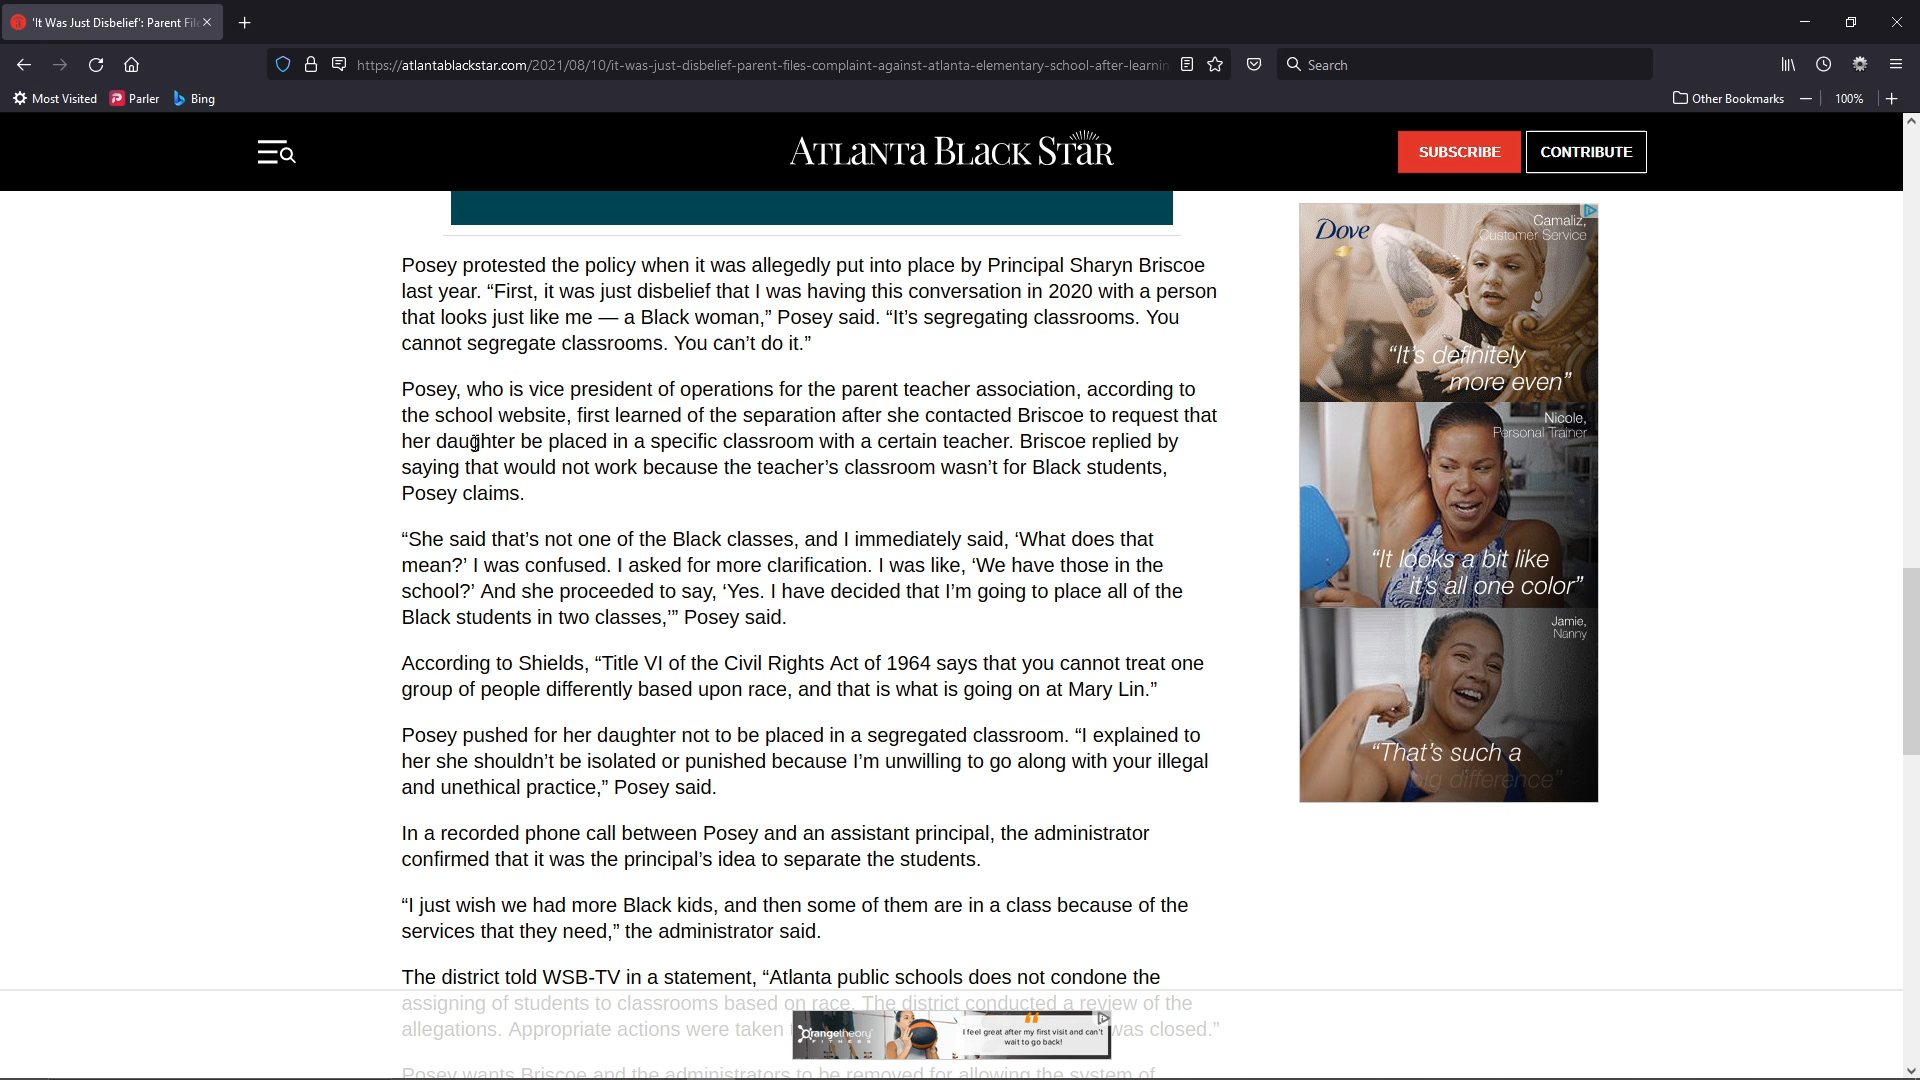 'It Was Just Disbelief': Parent File
https://atlantablackstar.com/2021/08/10/it-was-just-disbelief-parent-files-complaint-against-atlanta-elementary-school-after-learnin
Search
Most Visited
Parler
Bing
Other Bookmarks
100%
ATLANTA BLACK STAR
SUBSCRIBE
CONTRIBUTE
Posey protested the policy when it was allegedly put into place by Principal Sharyn Briscoe
last year. “First, it was just disbelief that I was having this conversation in 2020 with a person
that looks just like me — a Black woman,” Posey said. “It’s segregating classrooms. You
cannot segregate classrooms. You can’t do it.”
Posey, who is vice president of operations for the parent teacher association, according to
the school website, first learned of the separation after she contacted Briscoe to request that
her daughter be placed in a specific classroom with a certain teacher. Briscoe replied by
saying that would not work because the teacher’s classroom wasn’t for Black students,
Posey claims.
“She said that’s not one of the Black classes, and I immediately said, ‘What does that
mean?’ I was confused. I asked for more clarification. I was like, ‘We have those in the
school?’ And she proceeded to say, ‘Yes. I have decided that I’m going to place all of the
Black students in two classes,’” Posey said.
According to Shields, “Title VI of the Civil Rights Act of 1964 says that you cannot treat one
group of people differently based upon race, and that is what is going on at Mary Lin.”
Posey pushed for her daughter not to be placed in a segregated classroom. “I explained to
her she shouldn’t be isolated or punished because I’m unwilling to go along with your illegal
and unethical practice,” Posey said.
In a recorded phone call between Posey and an assistant principal, the administrator
confirmed that it was the principal’s idea to separate the students.
“I just wish we had more Black kids, and then some of them are in a class because of the
services that they need,” the administrator said.
The district told WSB-TV in a statement, “Atlanta public schools does not condone the
assigning of students to classrooms based on race. The district conducted a review of the
allegations. Appropriate actions were taken
was closed.”
Posey wants Briscoe and the administrators to be removed for allowing the system of
Dove
Camaliz,
Customer Service
“It’s definitely
more even”
Nicole,
Personal Trainer
“It looks a bit like
it’s all one color”
Jamie,
Nanny
“That’s such a
big difference”
Orangetheory
FITNESS
“
I feel great after my first visit and can't
wait to go back!